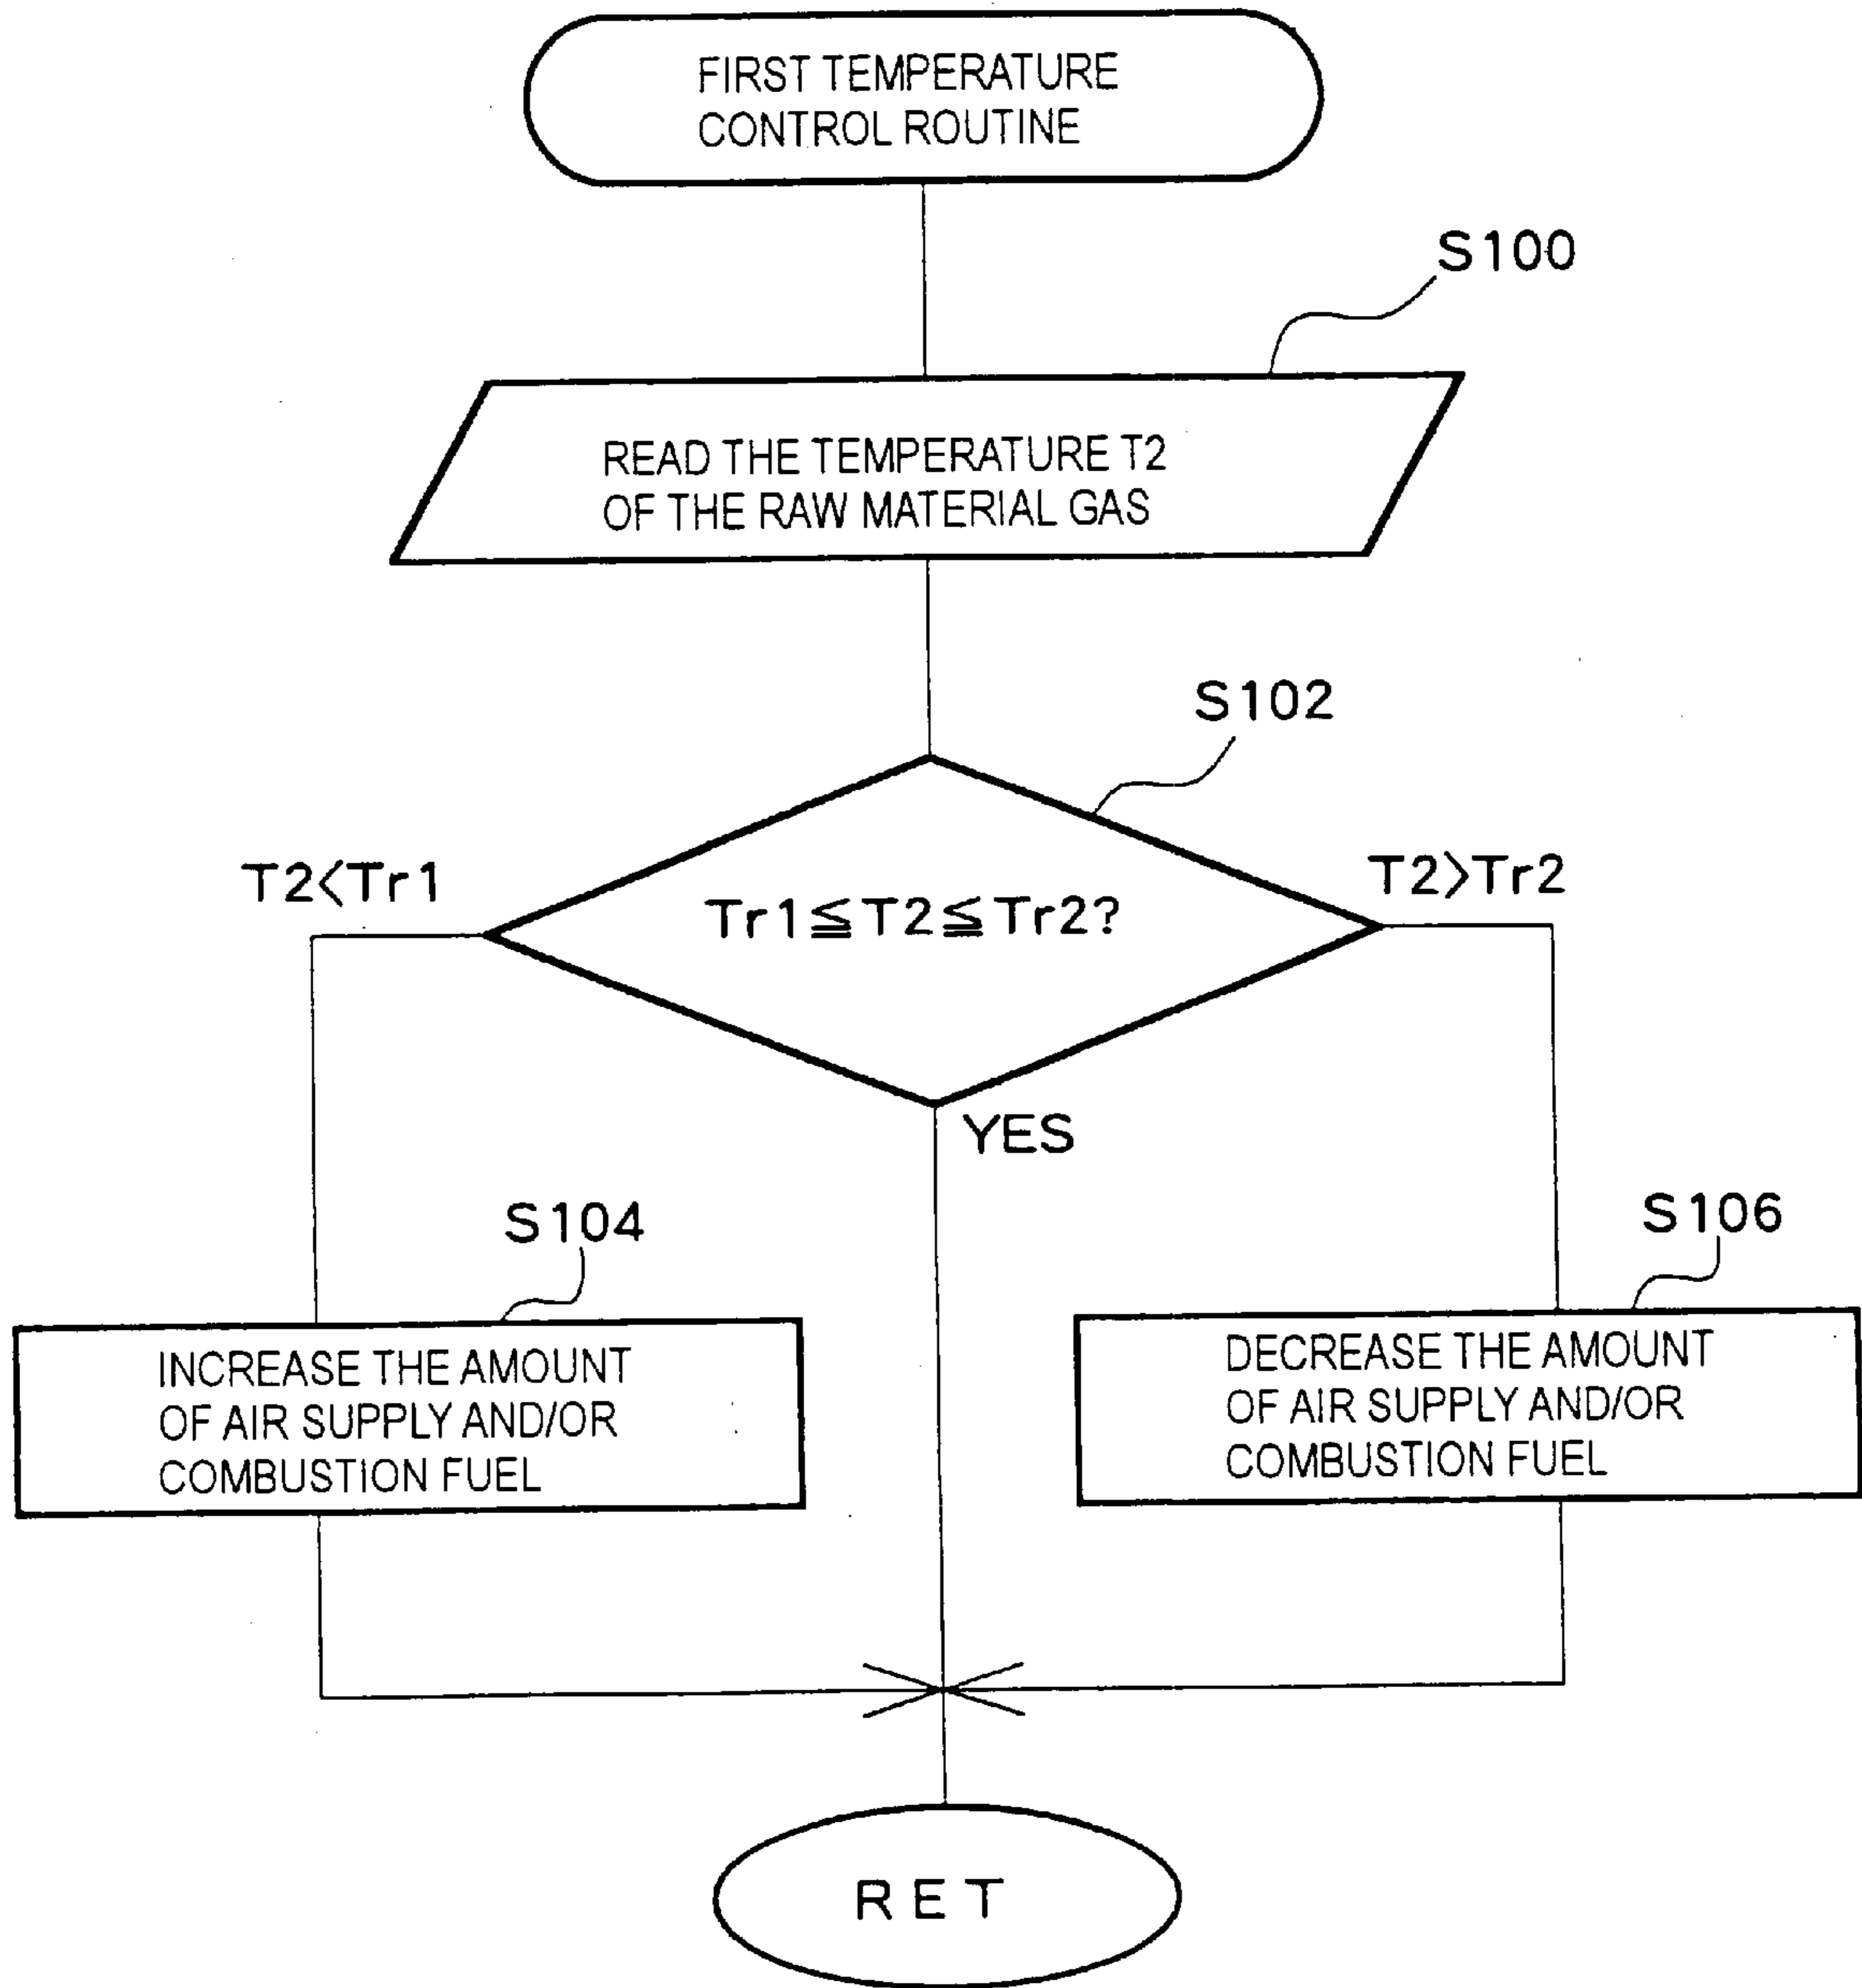 FIRST TEMPERATURE
CONTROL ROUTINE
S100
READ THE TEMPERATURE T2
OF THE RAW MATERIAL GAS
S102
T2<Tr1
Tr1≦T2≦Tr2?
T2>Tr2
YES
S104
S106
INCREASE THE AMOUNT
OF AIR SUPPLY AND/OR
COMBUSTION FUEL
DECREASE THE AMOUNT
OF AIR SUPPLY AND/OR
COMBUSTION FUEL
RET